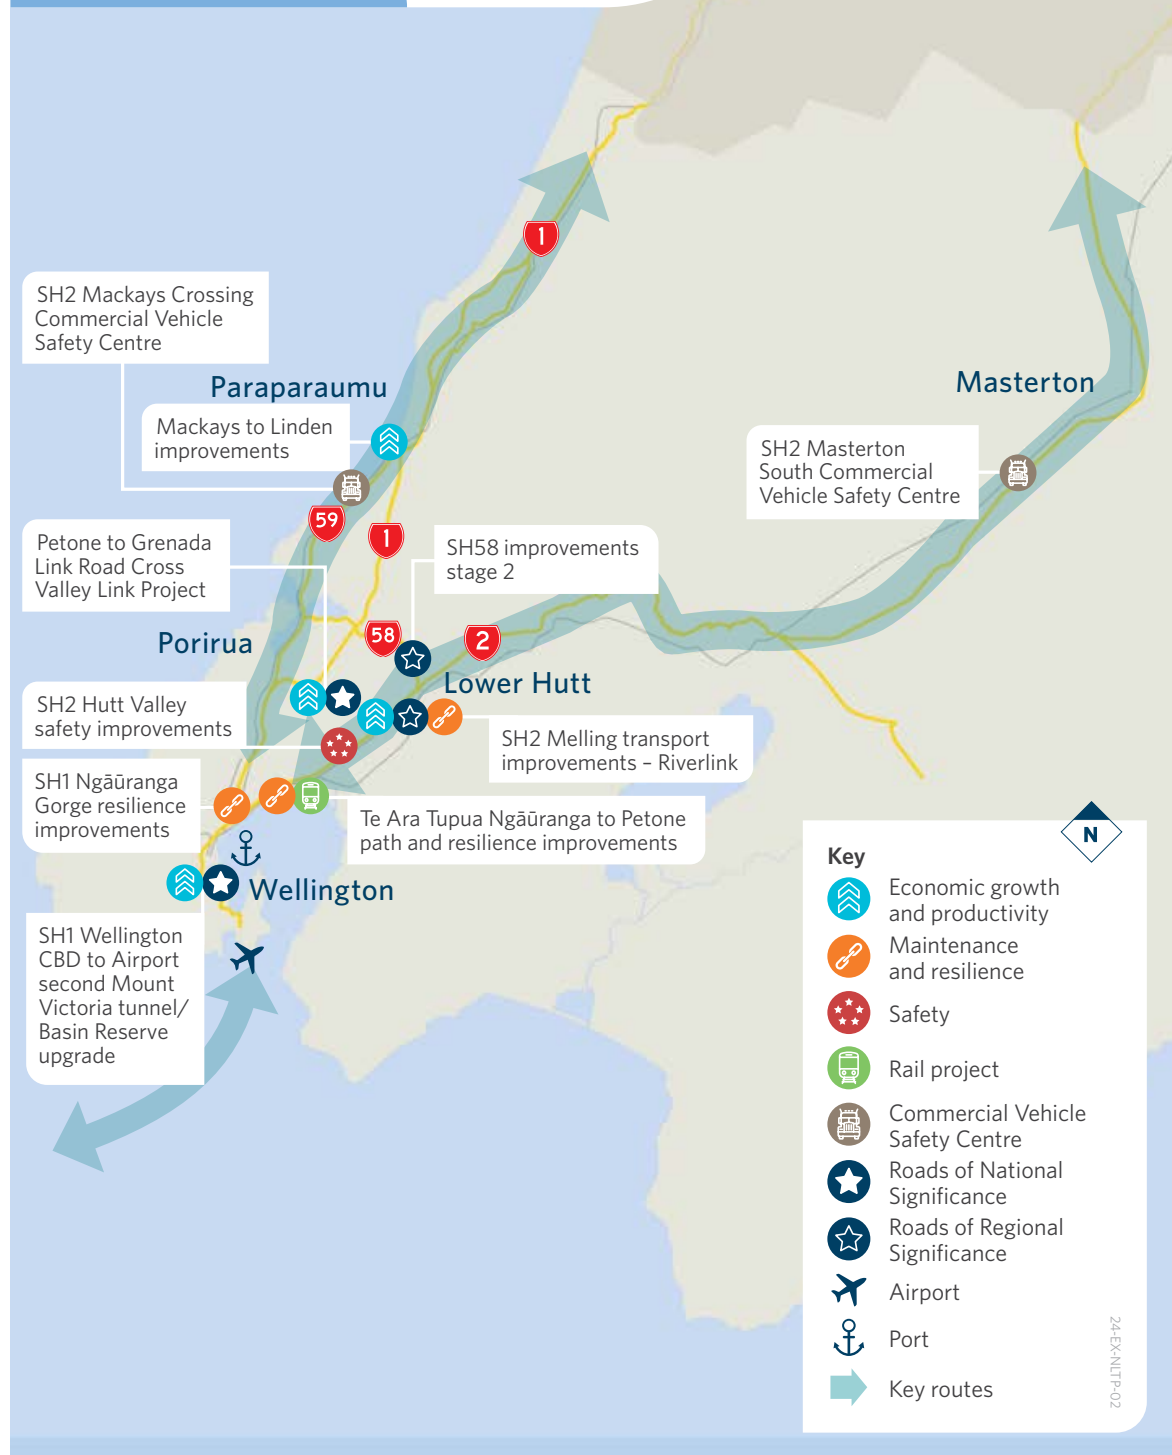 1
SH2 Mackays Crossing
Commercial Vehicle
Safety Centre
Paraparaumu
Masterton
Mackays to Linden
improvements
SH2 Masterton
South Commercial
Vehicle Safety Centre
59
1
Petone to Grenada
Link Road Cross
Valley Link Project
SH58 improvements
stage 2
58
2
Porirua
Lower Hutt
SH2 Hutt Valley
safety improvements
SH2 Melling transport
improvements – Riverlink
SH1 Ngāūranga
Gorge resilience
improvements
Te Ara Tupua Ngāūranga to Petone
path and resilience improvements
Wellington
SH1 Wellington
CBD to Airport
second Mount
Victoria tunnel/
Basin Reserve
upgrade
N
Key
Economic growth
and productivity
Maintenance
and resilience
Safety
Rail project
Commercial Vehicle
Safety Centre
Roads of National
Significance
Roads of Regional
Significance
Airport
Port
Key routes
24-EX-NLTP-02